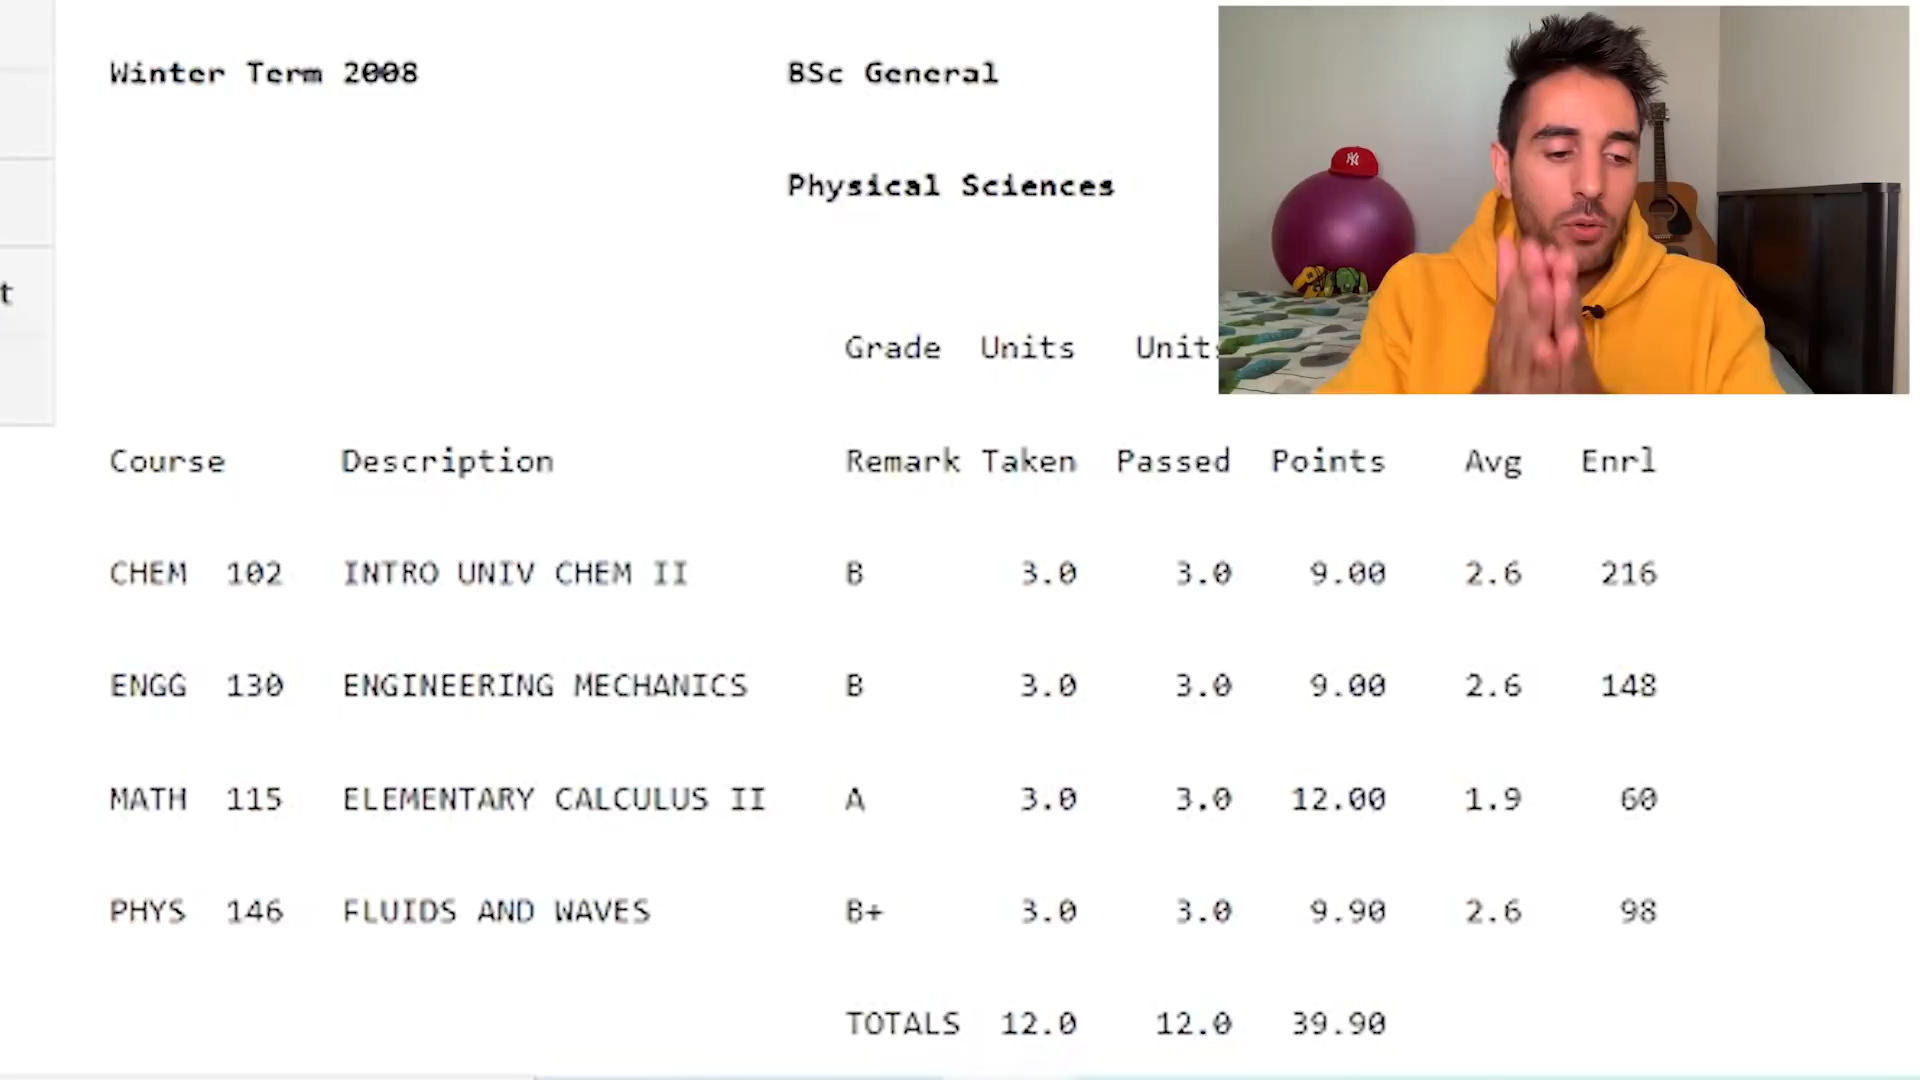 Winter Term 2008 BSc General
Physical Sciences
t
Grade Units
Course Description Remark Taken Passed Points Avg Enrl
CHEM 102 INTRO UNIV CHEM II B 3.0 3.0 9.00 2.6 216
ENGG 130 ENGINEERING MECHANICS B 3.0 3.0 9.00 2.6 148
MATH 115 ELEMENTARY CALCULUS II A 3.0 3.0 12.00 1.9 60
PHYS 146 FLUIDS AND WAVES B+ 3.0 3.0 9.90 2.6 98
TOTALS 12.0 12.0 39.90